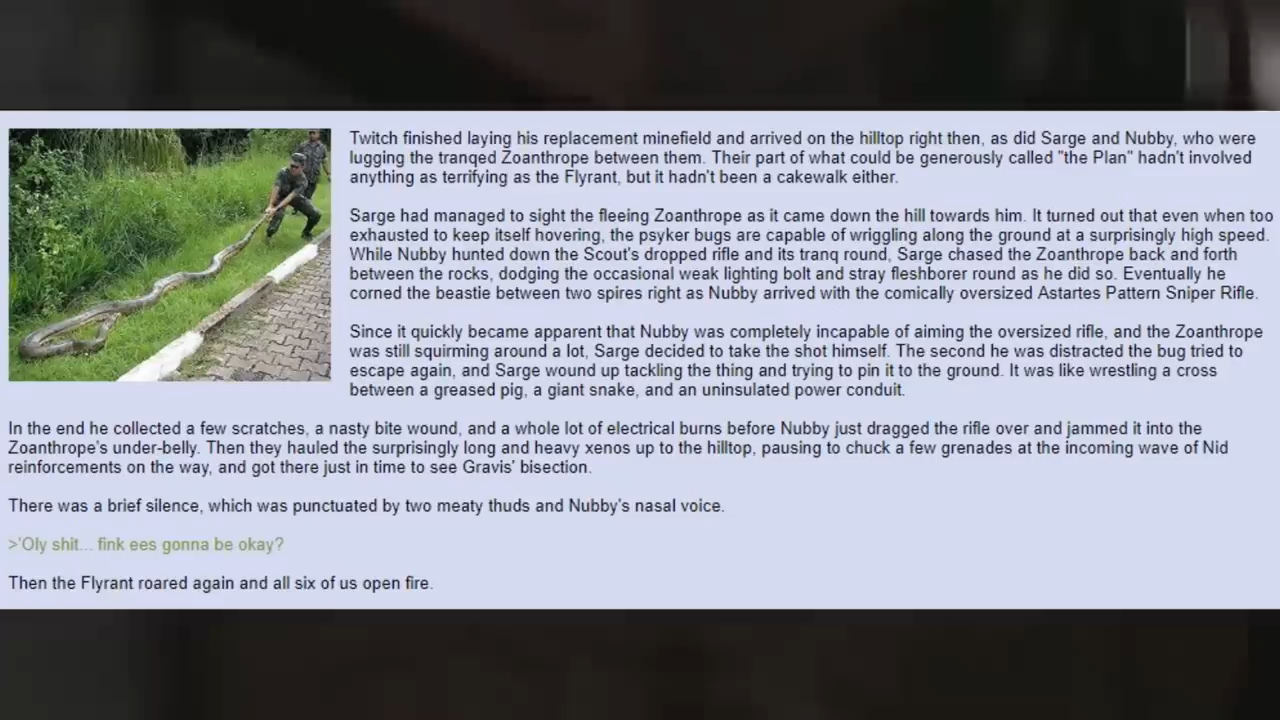 Twitch finished laying his replacement minefield and arrived on the hilltop right then, as did Sarge and Nubby, who were
lugging the tranqed Zoanthrope between them. Their part of what could be generously called "the Plan" hadn't involved
anything as terrifying as the Flyrant, but it hadn't been a cakewalk either.
Sarge had managed to sight the fleeing Zoanthrope as it came down the hill towards him. It turned out that even when too
exhausted to keep itself hovering, the psyker bugs are capable of wriggling along the ground at a surprisingly high speed.
While Nubby hunted down the Scout's dropped rifle and its tranq round, Sarge chased the Zoanthrope back and forth
between the rocks, dodging the occasional weak lighting bolt and stray fleshborer round as he did so. Eventually he
corned the beastie between two spires right as Nubby arrived with the comically oversized Astartes Pattern Sniper Rifle.
Since it quickly became apparent that Nubby was completely incapable of aiming the oversized rifle, and the Zoanthrope
was still squirming around a lot, Sarge decided to take the shot himself. The second he was distracted the bug tried to
escape again, and Sarge wound up tackling the thing and trying to pin it to the ground. It was like wrestling a cross
between a greased pig, a giant snake, and an uninsulated power conduit.
In the end he collected a few scratches, a nasty bite wound, and a whole lot of electrical burns before Nubby just dragged the rifle over and jammed it into the
Zoanthrope's under-belly. Then they hauled the surprisingly long and heavy xenos up to the hilltop, pausing to chuck a few grenades at the incoming wave of Nid
reinforcements on the way, and got there just in time to see Gravis' bisection.
There was a brief silence, which was punctuated by two meaty thuds and Nubby's nasal voice.
>'Oly shit... fink ees gonna be okay?
Then the Flyrant roared again and all six of us open fire.